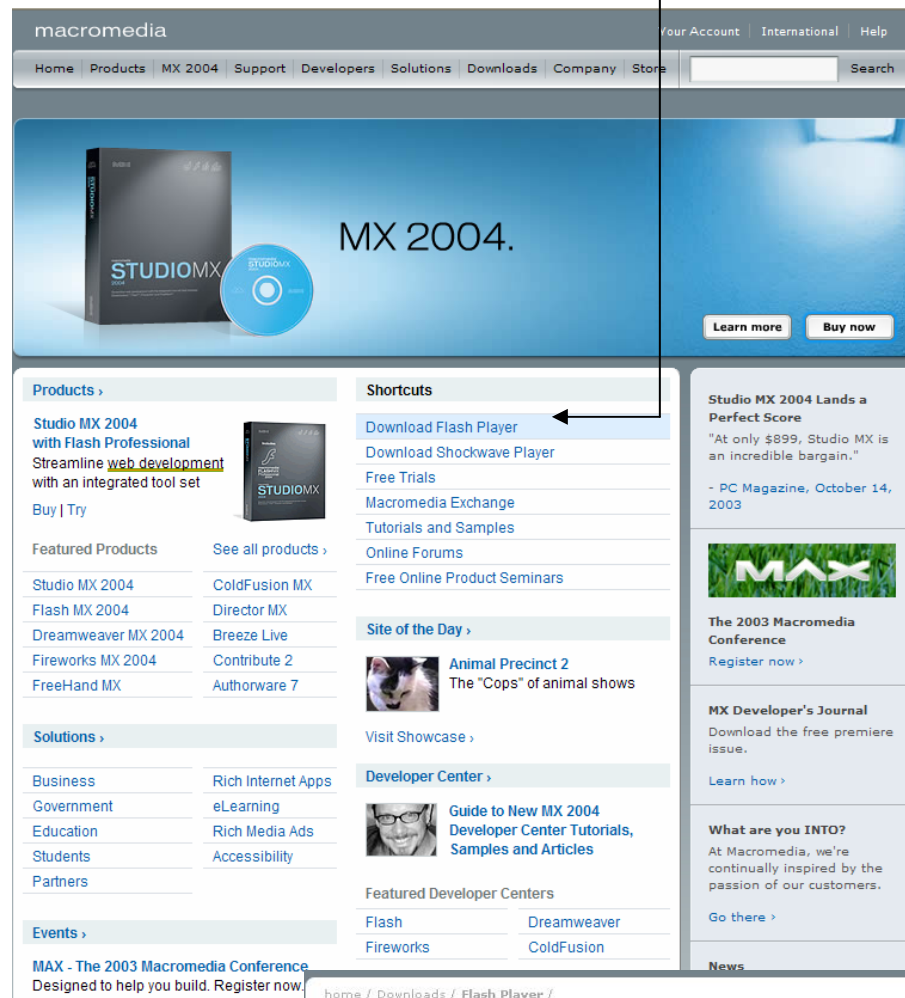 macromedia
Your Account | International | Help
Home | Products | MX 2004 | Support | Developers | Solutions | Downloads | Company | Store
Search
STUDIOMX
2004
STUDIOMX
MX 2004.
Learn more
Buy now
Products ›
Studio MX 2004
with Flash Professional
Streamline web development
with an integrated tool set
Buy | Try
STUDIOMX
Featured Products
See all products ›
Studio MX 2004
ColdFusion MX
Flash MX 2004
Director MX
Dreamweaver MX 2004
Breeze Live
Fireworks MX 2004
Contribute 2
FreeHand MX
Authorware 7
Solutions ›
Business
Rich Internet Apps
Government
eLearning
Education
Rich Media Ads
Students
Accessibility
Partners
Events ›
MAX - The 2003 Macromedia Conference
Designed to help you build. Register now.
Shortcuts
Download Flash Player
Download Shockwave Player
Free Trials
Macromedia Exchange
Tutorials and Samples
Online Forums
Free Online Product Seminars
Site of the Day ›
Animal Precinct 2
The "Cops" of animal shows
Visit Showcase ›
Developer Center ›
Guide to New MX 2004
Developer Center Tutorials,
Samples and Articles
Featured Developer Centers
Flash
Dreamweaver
Fireworks
ColdFusion
home / Downloads / Flash Player /
Studio MX 2004 Lands a
Perfect Score
"At only $899, Studio MX is
an incredible bargain."
- PC Magazine, October 14,
2003
MAX
The 2003 Macromedia
Conference
Register now ›
MX Developer's Journal
Download the free premiere
issue.
Learn how ›
What are you INTO?
At Macromedia, we're
continually inspired by the
passion of our customers.
Go there ›
News